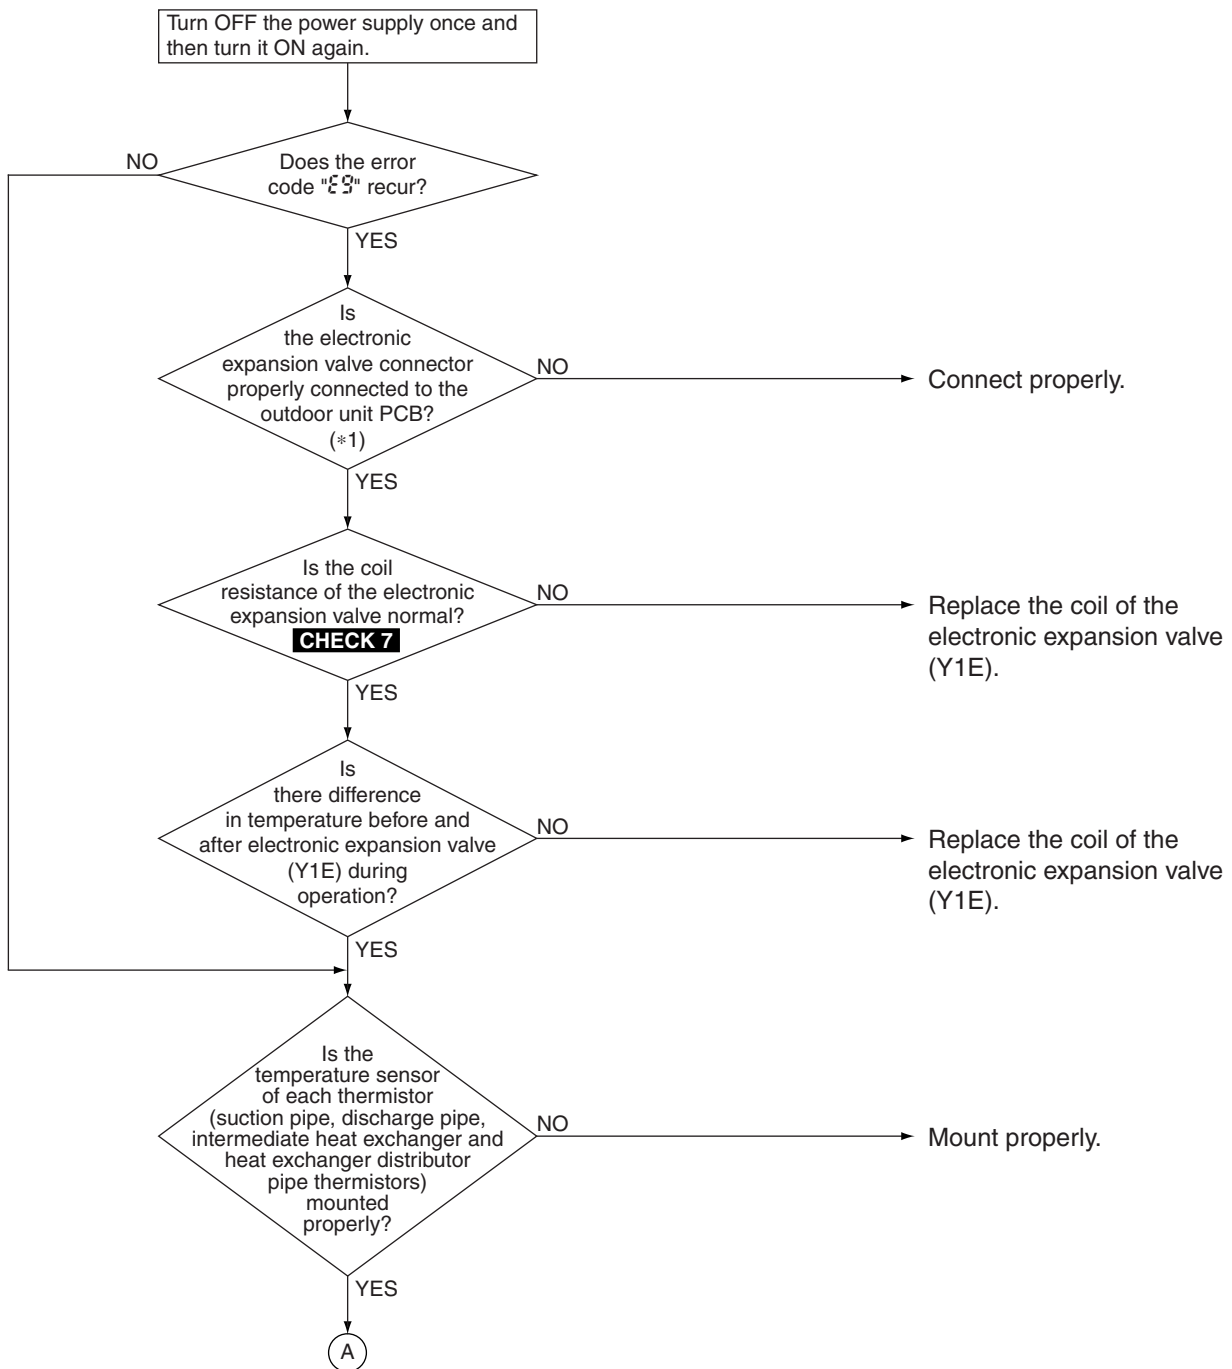 Turn OFF the power supply once and
then turn it ON again.
NO
Does the error
code "E9" recur?
YES
Is
the electronic
expansion valve connector
properly connected to the
outdoor unit PCB?
(*1)
NO
Connect properly.
YES
Is the coil
resistance of the electronic
expansion valve normal?
CHECK 7
NO
Replace the coil of the
electronic expansion valve
(Y1E).
YES
Is
there difference
in temperature before and
after electronic expansion valve
(Y1E) during
operation?
NO
Replace the coil of the
electronic expansion valve
(Y1E).
YES
Is the
temperature sensor
of each thermistor
(suction pipe, discharge pipe,
intermediate heat exchanger and
heat exchanger distributor
pipe thermistors)
mounted
properly?
NO
Mount properly.
YES
A